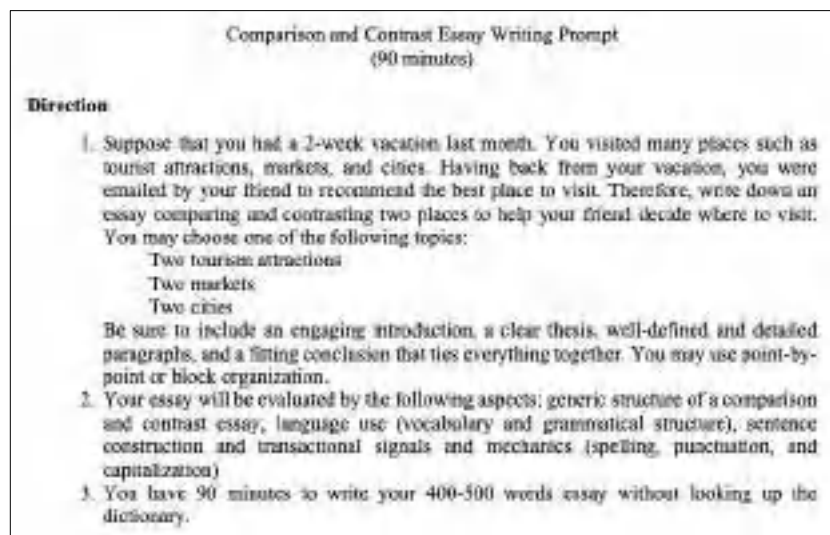 Comparison and Contrast Essay Writing Prompt
(90 minutes)
Direction
1. Suppose that you had a 2-week vacation last month. You visited many places such as
tourist attractions, markets, and cities. Having back from your vacation, you were
emailed by your friend to recommend the best place to visit. Therefore, write down an
essay comparing and contrasting two places to help your friend decide where to visit.
You may choose one of the following topics:
Two tourism attractions
Two markets
Two cities
Be sure to include an engaging introduction, a clear thesis, well-defined and detailed
paragraphs, and a fitting conclusion that ties everything together. You may use point-by-
point or block organization.
2. Your essay will be evaluated by the following aspects: generic structure of a comparison
and contrast essay, language use (vocabulary and grammatical structure), sentence
construction and transactional signals and mechanics (spelling, punctuation, and
capitalization)
3. You have 90 minutes to write your 400-500 words essay without looking up the
dictionary.